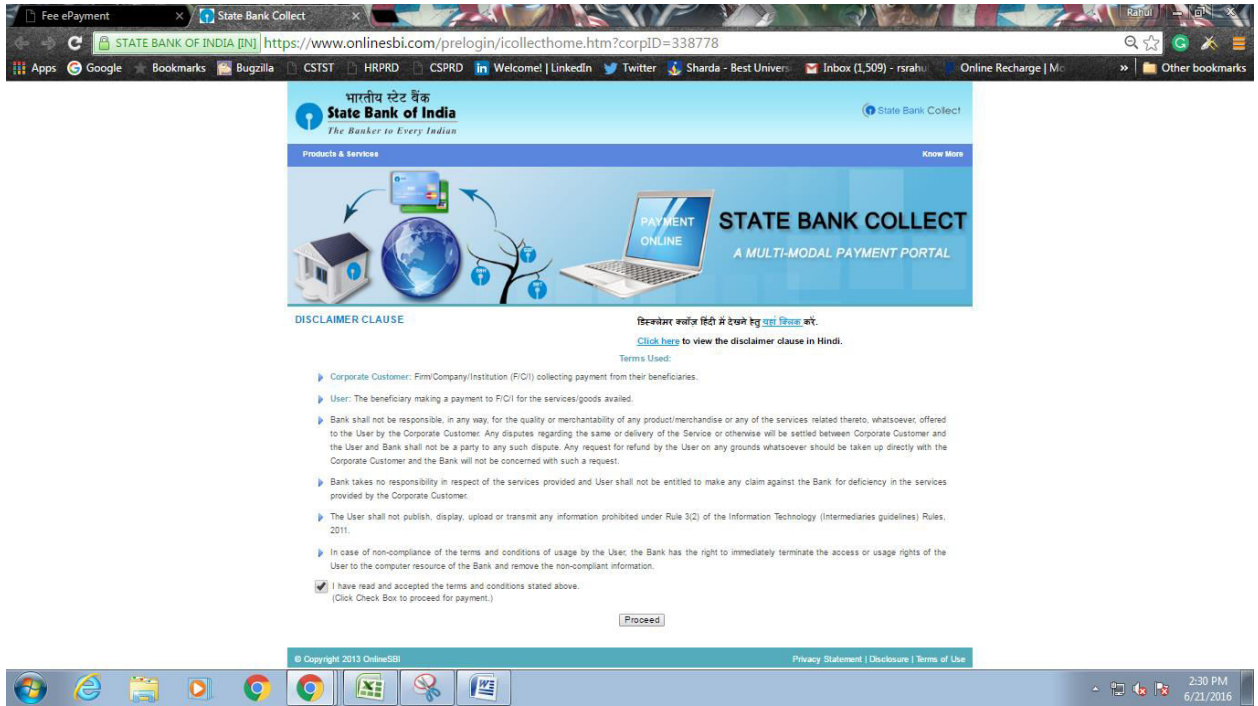 Fee ePayment
State Bank Collect
Rahul
STATE BANK OF INDIA [IN] https://www.onlinesbi.com/prelogin/icollecthome.htm?corpID=338778
Apps Google Bookmarks Bugzilla CSTST HRPRD CSPRD Welcome! | LinkedIn Twitter Sharda - Best Univers Inbox (1,509) - rsrahu Online Recharge | Mo » Other bookmarks
भारतीय स्टेट बैंक
State Bank of India
The Banker to Every Indian
State Bank Collect
Products & Services Know More
PAYMENT
ONLINE
STATE BANK COLLECT
A MULTI-MODAL PAYMENT PORTAL
DISCLAIMER CLAUSE
डिस्क्लेमर क्लॉज हिंदी में देखने हेतु यहां क्लिक करें.
Click here to view the disclaimer clause in Hindi.
Terms Used:
Corporate Customer: Firm/Company/Institution (F/C/I) collecting payment from their beneficiaries.
User: The beneficiary making a payment to F/C/I for the services/goods availed.
Bank shall not be responsible, in any way, for the quality or merchantability of any product/merchandise or any of the services related thereto, whatsoever, offered
to the User by the Corporate Customer. Any disputes regarding the same or delivery of the Service or otherwise will be settled between Corporate Customer and
the User and Bank shall not be a party to any such dispute. Any request for refund by the User on any grounds whatsoever should be taken up directly with the
Corporate Customer and the Bank will not be concerned with such a request.
Bank takes no responsibility in respect of the services provided and User shall not be entitled to make any claim against the Bank for deficiency in the services
provided by the Corporate Customer.
The User shall not publish, display, upload or transmit any information prohibited under Rule 3(2) of the Information Technology (Intermediaries guidelines) Rules,
2011.
In case of non-compliance of the terms and conditions of usage by the User, the Bank has the right to immediately terminate the access or usage rights of the
User to the computer resource of the Bank and remove the non-compliant information.
I have read and accepted the terms and conditions stated above.
(Click Check Box to proceed for payment.)
Proceed
© Copyright 2013 OnlineSBI Privacy Statement | Disclosure | Terms of Use
2:30 PM
6/21/2016